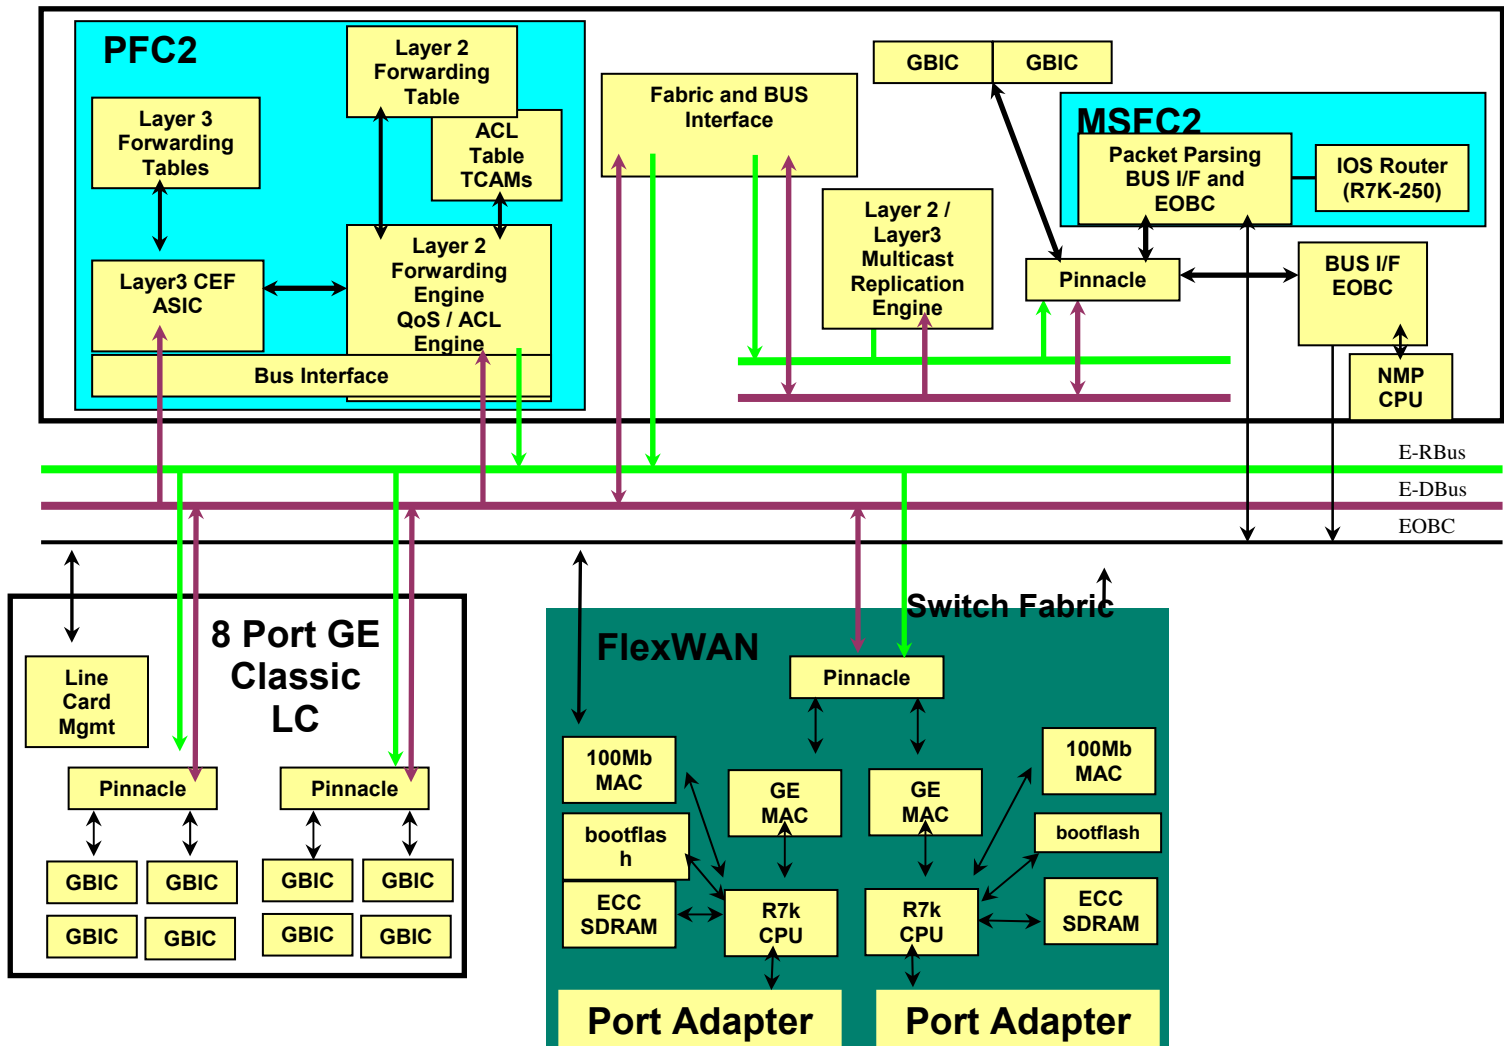 PFC2
Layer 2
Forwarding
Table
Layer 3
Forwarding
Tables
ACL
Table
TCAMs
Layer3 CEF
ASIC
Layer 2
Forwarding
Engine
QoS / ACL
Engine
Bus Interface
Fabric and BUS
Interface
GBIC
GBIC
MSFC2
Packet Parsing
BUS I/F and
EOBC
IOS Router
(R7K-250)
Layer 2 /
Layer3
Multicast
Replication
Engine
Pinnacle
BUS I/F
EOBC
NMP
CPU
E-RBus
E-DBus
EOBC
8 Port GE
Classic
LC
Line
Card
Mgmt
Pinnacle
Pinnacle
GBIC
GBIC
GBIC
GBIC
GBIC
GBIC
GBIC
GBIC
Switch Fabric
FlexWAN
Pinnacle
100Mb
MAC
GE
MAC
GE
MAC
100Mb
MAC
bootflas
h
bootflash
ECC
SDRAM
R7k
CPU
R7k
CPU
ECC
SDRAM
Port Adapter
Port Adapter